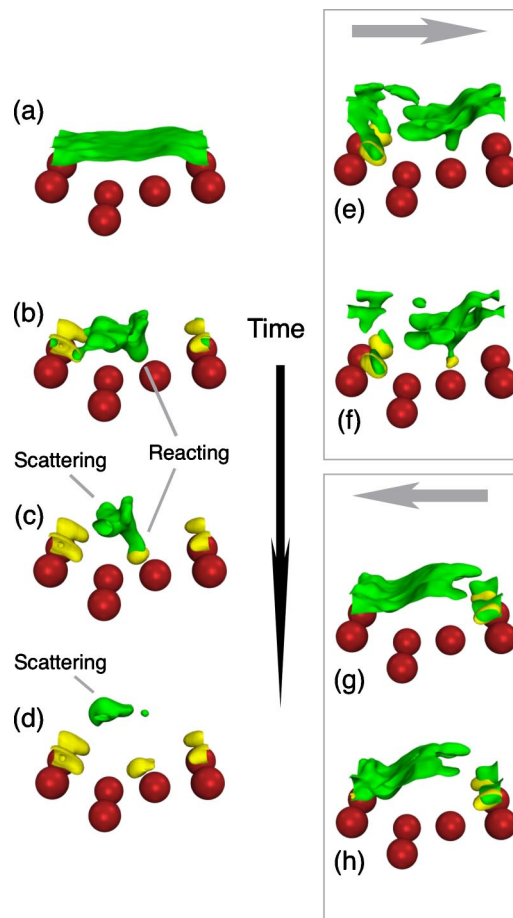 (a)
(b)
Scattering
Reacting
(c)
Scattering
(d)
Time
(e)
(f)
(g)
(h)